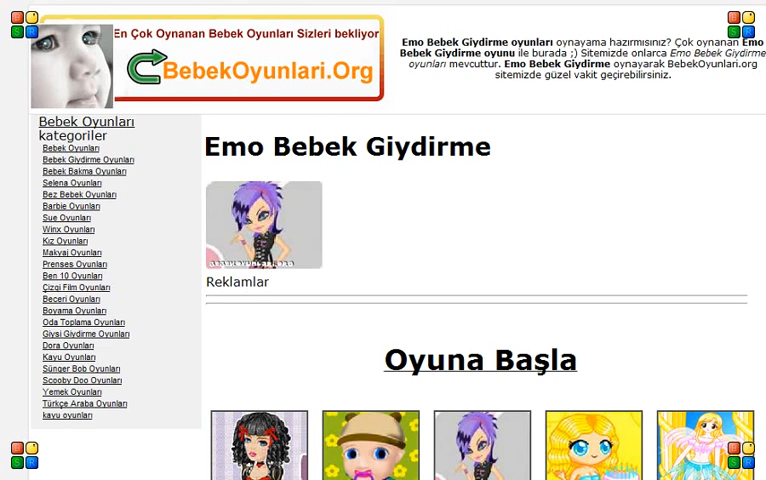 En Çok Oynanan Bebek Oyunları Sizleri bekliyor
BebekOyunlari.Org
Emo Bebek Giydirme oyunları oynayama hazırmısınız? Çok oynanan Emo
Bebek Giydirme oyunu ile burada ;) Sitemizde onlarca Emo Bebek Giydirme
oyunları mevcuttur. Emo Bebek Giydirme oynayarak BebekOyunlari.org
sitemizde güzel vakit geçirebilirsiniz.
Bebek Oyunları
kategoriler
Bebek Oyunları
Bebek Giydirme Oyunları
Bebek Bakma Oyunları
Selena Oyunları
Bez Bebek Oyunları
Barbie Oyunları
Sue Oyunları
Winx Oyunları
Kız Oyunları
Makyaj Oyunları
Prenses Oyunları
Ben 10 Oyunları
Çizgi Film Oyunları
Beceri Oyunları
Boyama Oyunları
Oda Toplama Oyunları
Giysi Giydirme Oyunları
Dora Oyunları
Kayu Oyunları
Sünger Bob Oyunları
Scooby Doo Oyunları
Yemek Oyunları
Türkçe Araba Oyunları
kayu oyunları
Emo Bebek Giydirme
Reklamlar
Oyuna Başla